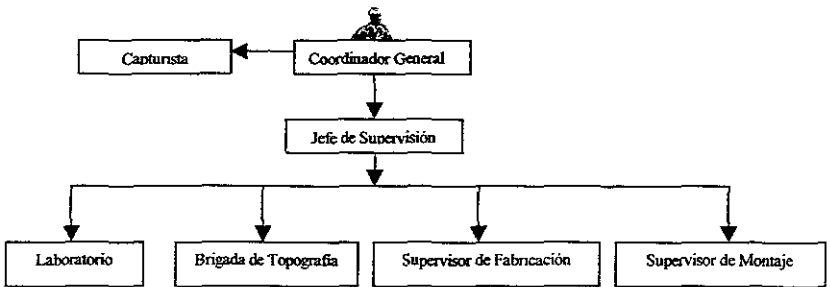 Capturista
Coordinador General
Jefe de Supervisión
Laboratorio
Brigada de Topografía
Supervisor de Fabricación
Supervisor de Montaje